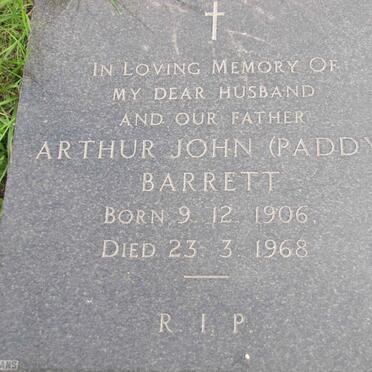 IN LOVING MEMORY OF
MY DEAR HUSBAND
AND OUR FATHER
ARTHUR JOHN (PADDY
BARRETT
BORN 9. 12. 1906.
DIED 23. 3. 1968
R. I. P.